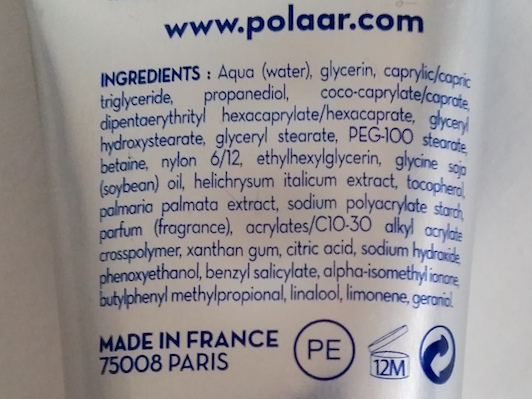 www.polaar.com
INGREDIENTS : Aqua (water), glycerin, caprylic/capric
triglyceride, propanediol, coco-caprylate/caprate,
dipentaerythrityl hexacaprylate/hexacaprate, glyceryl
hydroxystearate, glyceryl stearate, PEG-100 stearate,
betaine, nylon 6/12, ethylhexylglycerin, glycine soja
(soybean) oil, helichrysum italicum extract, tocopherol,
palmaria palmata extract, sodium polyacrylate starch,
parfum (fragrance), acrylates/C10-30 alkyl acrylate
crosspolymer, xanthan gum, citric acid, sodium hydroxide,
phenoxyethanol, benzyl salicylate, alpha-isomethyl ionone,
butylphenyl methylpropional, linalool, limonene, geraniol.
MADE IN FRANCE
75008 PARIS
PE
12M